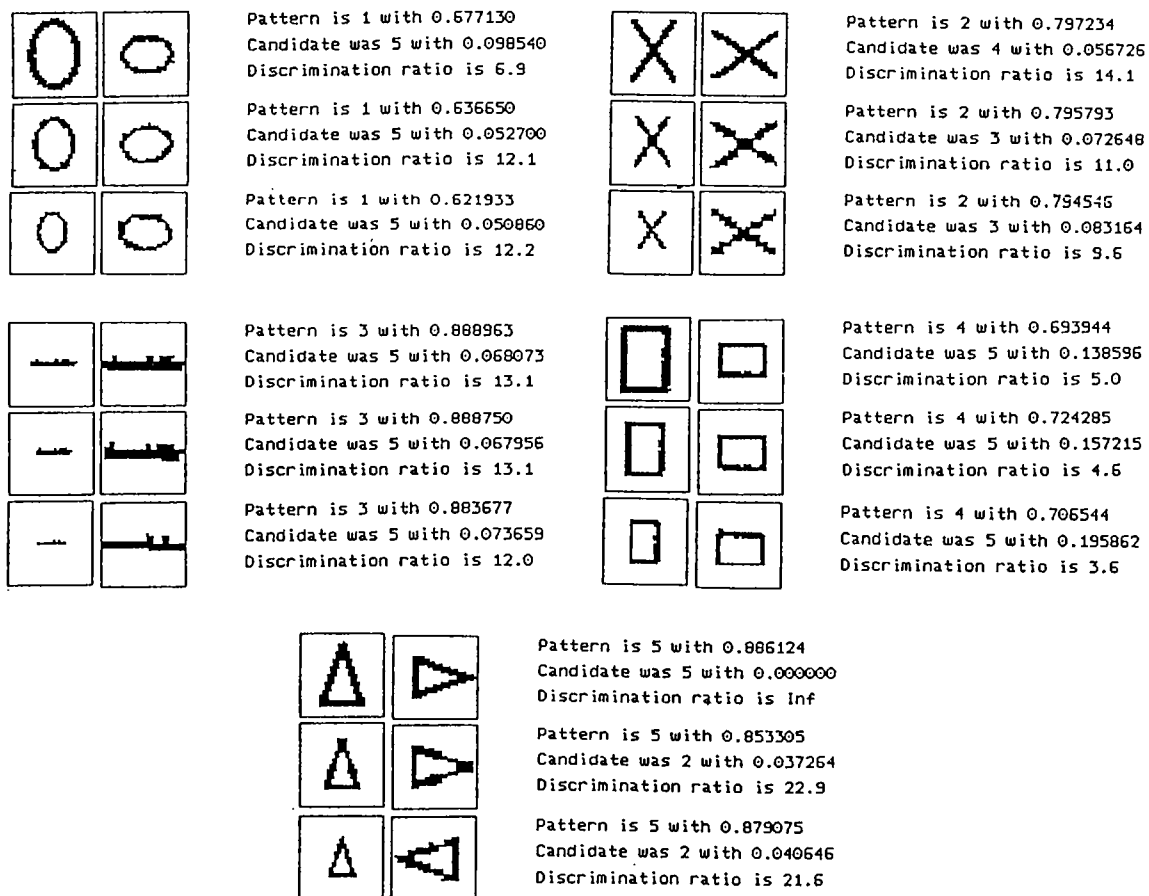 Pattern is 1 with 0.677130
Candidate was 5 with 0.098540
Discrimination ratio is 6.9
Pattern is 1 with 0.636650
Candidate was 5 with 0.052700
Discrimination ratio is 12.1
Pattern is 1 with 0.621933
Candidate was 5 with 0.050860
Discrimination ratio is 12.2
Pattern is 2 with 0.797234
Candidate was 4 with 0.056726
Discrimination ratio is 14.1
Pattern is 2 with 0.795793
Candidate was 3 with 0.072648
Discrimination ratio is 11.0
Pattern is 2 with 0.794546
Candidate was 3 with 0.083164
Discrimination ratio is 9.6
Pattern is 3 with 0.888963
Candidate was 5 with 0.068073
Discrimination ratio is 13.1
Pattern is 3 with 0.888750
Candidate was 5 with 0.067956
Discrimination ratio is 13.1
Pattern is 3 with 0.883677
Candidate was 5 with 0.073659
Discrimination ratio is 12.0
Pattern is 4 with 0.693944
Candidate was 5 with 0.138596
Discrimination ratio is 5.0
Pattern is 4 with 0.724285
Candidate was 5 with 0.157215
Discrimination ratio is 4.6
Pattern is 4 with 0.706544
Candidate was 5 with 0.195862
Discrimination ratio is 3.6
Pattern is 5 with 0.886124
Candidate was 5 with 0.000000
Discrimination ratio is Inf
Pattern is 5 with 0.853305
Candidate was 2 with 0.037264
Discrimination ratio is 22.9
Pattern is 5 with 0.879075
Candidate was 2 with 0.040646
Discrimination ratio is 21.6